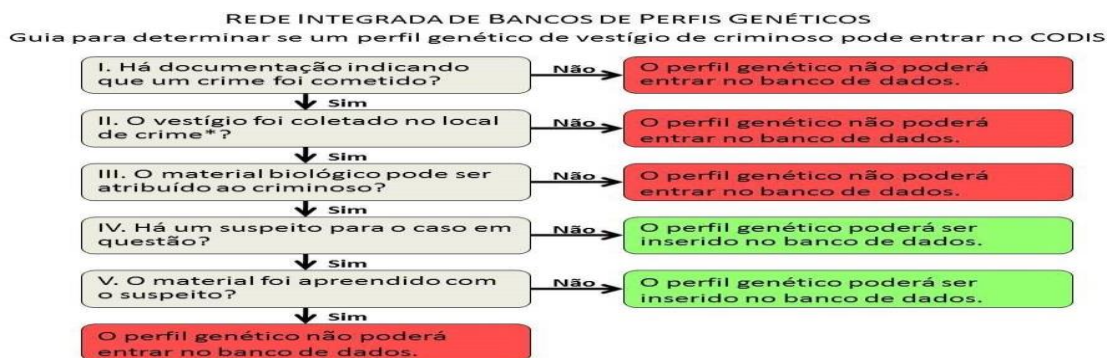 REDE INTEGRADA DE BANCOS DE PERFIS GENÉTICOS
Guia para determinar se um perfil genético de vestígio de criminoso pode entrar no CODIS
I. Há documentação indicando
que um crime foi cometido?
Não
O perfil genético não poderá
entrar no banco de dados.
Sim
II. O vestígio foi coletado no local
de crime*?
Não
O perfil genético não poderá
entrar no banco de dados.
Sim
III. O material biológico pode ser
atribuído ao criminoso?
Não
O perfil genético não poderá
entrar no banco de dados.
Sim
IV. Há um suspeito para o caso em
questão?
Não
O perfil genético poderá ser
inserido no banco de dados.
Sim
V. O material foi apreendido com
o suspeito?
Não
O perfil genético poderá ser
inserido no banco de dados.
Sim
O perfil genético não poderá
entrar no banco de dados.